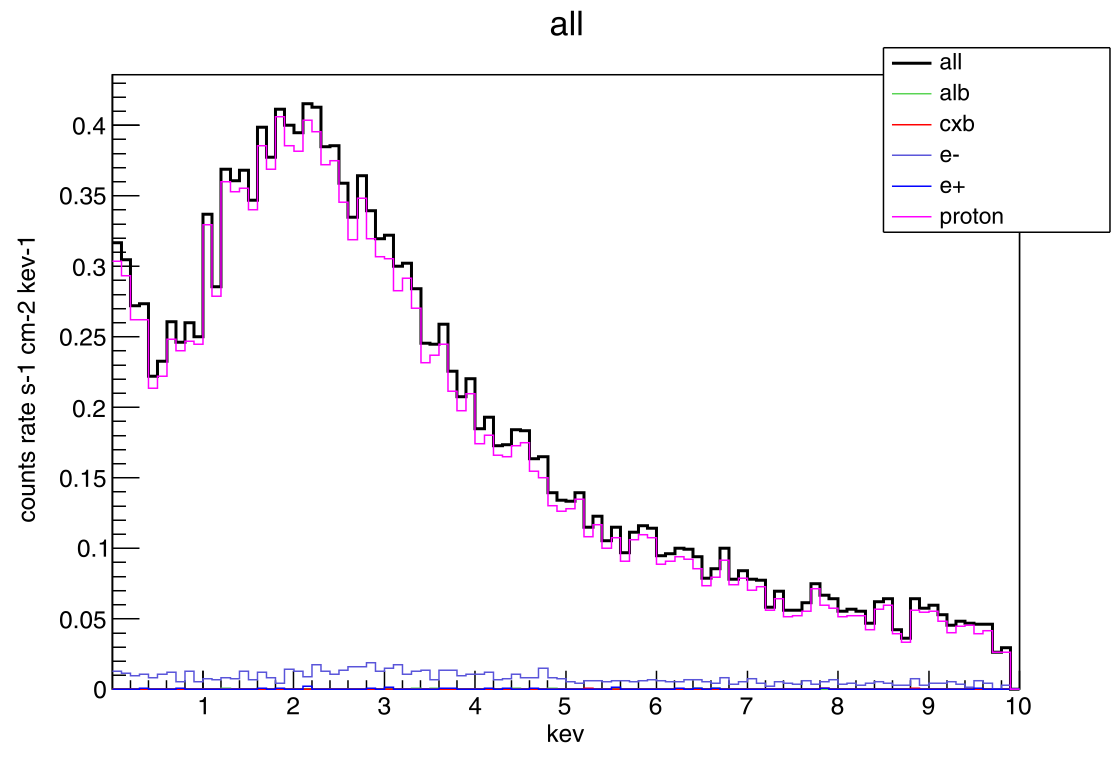 all
all
alb
cxb
e-
e+
proton
counts rate s-1 cm-2 kev-1
0.4
0.35
0.3
0.25
0.2
0.15
0.1
0.05
0
1 2 3 4 5 6 7 8 9 10
kev